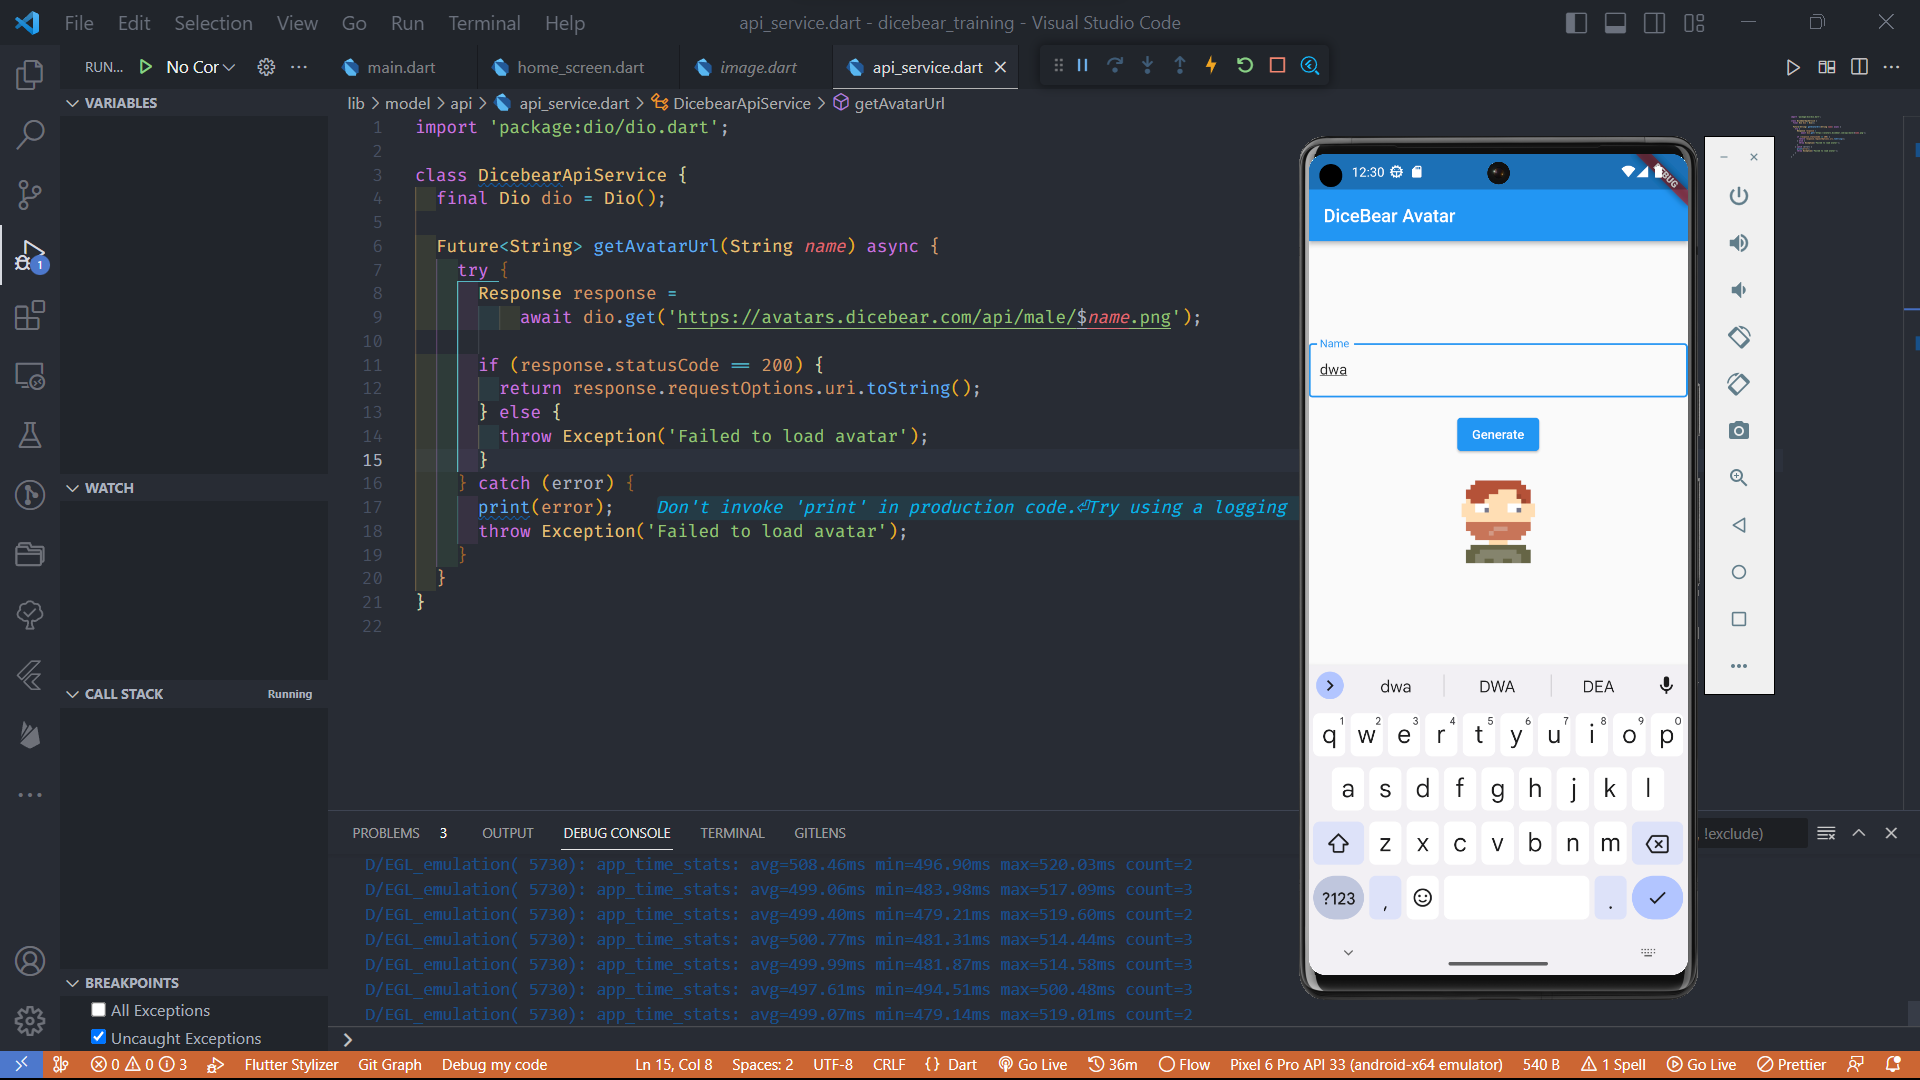 File Edit Selection View Go Run Terminal Help
api_service.dart - dicebear_training - Visual Studio Code
RUN... No Cor
main.dart
home_screen.dart
image.dart
api_service.dart
lib > model > api > api_service.dart > DicebearApiService > getAvatarUrl
VARIABLES
WATCH
CALL STACK
Running
BREAKPOINTS
All Exceptions
Uncaught Exceptions
1
1 import 'package:dio/dio.dart';
2
3 class DicebearApiService {
4 final Dio dio = Dio();
5
6 Future<String> getAvatarUrl(String name) async {
7 try {
8 Response response =
9 await dio.get('https://avatars.dicebear.com/api/male/$name.png');
10
11 if (response.statusCode == 200) {
12 return response.requestOptions.uri.toString();
13 } else {
14 throw Exception('Failed to load avatar');
15 }
16 } catch (error) {
17 print(error); Don't invoke 'print' in production code.⏎Try using a logging
18 throw Exception('Failed to load avatar');
19 }
20 }
21 }
22
PROBLEMS 3 OUTPUT DEBUG CONSOLE TERMINAL GITLENS
, !exclude)
D/EGL_emulation( 5730): app_time_stats: avg=508.46ms min=496.90ms max=520.03ms count=2
D/EGL_emulation( 5730): app_time_stats: avg=499.06ms min=483.98ms max=517.09ms count=3
D/EGL_emulation( 5730): app_time_stats: avg=499.40ms min=479.21ms max=519.60ms count=2
D/EGL_emulation( 5730): app_time_stats: avg=500.77ms min=481.31ms max=514.44ms count=3
D/EGL_emulation( 5730): app_time_stats: avg=499.99ms min=481.87ms max=514.58ms count=3
D/EGL_emulation( 5730): app_time_stats: avg=497.61ms min=494.51ms max=500.48ms count=3
D/EGL_emulation( 5730): app_time_stats: avg=499.07ms min=479.14ms max=519.01ms count=2
12:30
DiceBear Avatar
Name
dwa
Generate
dwa DWA DEA
q 1 w 2 e 3 r 4 t 5 y 6 u 7 i 8 o 9 p 0
a s d f g h j k l
z x c v b n m
?123 , .
0 0 3 Flutter Stylizer Git Graph Debug my code Ln 15, Col 8 Spaces: 2 UTF-8 CRLF {} Dart Go Live 36m Flow Pixel 6 Pro API 33 (android-x64 emulator) 540 B 1 Spell Go Live Prettier